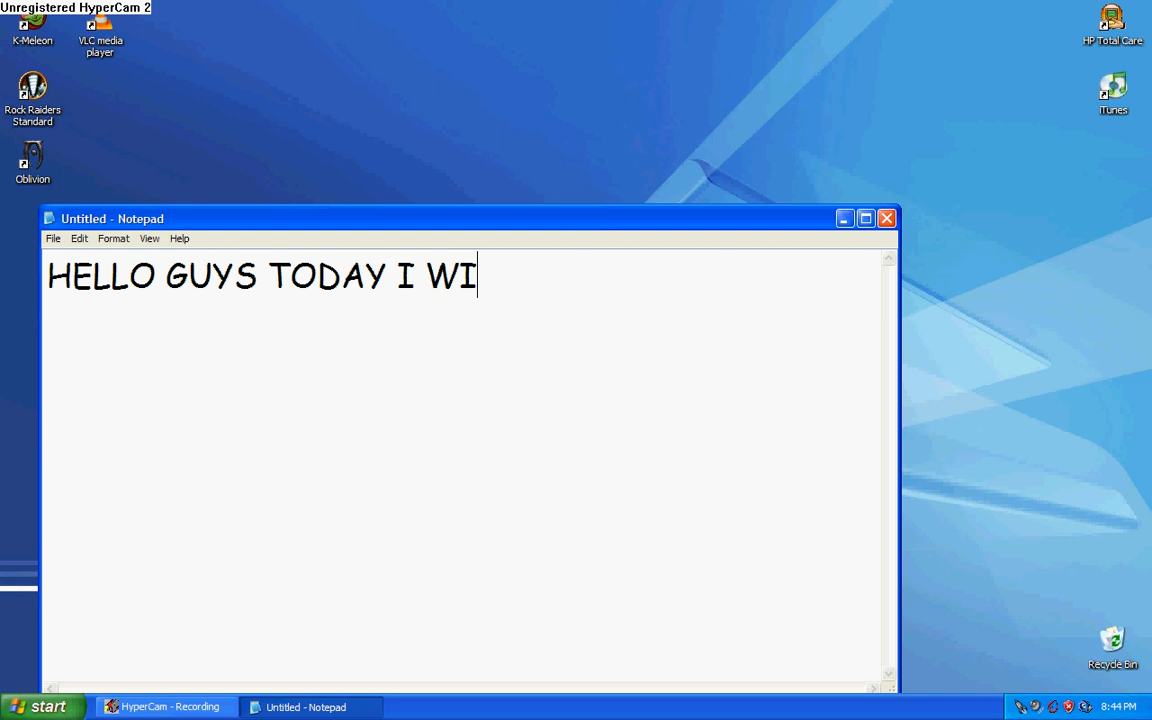 Unregistered HyperCam 2
K-Meleon
VLC media
player
HP Total Care
Rock Raiders
Standard
iTunes
Oblivion
Untitled - Notepad
File Edit Format View Help
HELLO GUYS TODAY I WI
Recycle Bin
start
HyperCam - Recording
Untitled - Notepad
8:44 PM